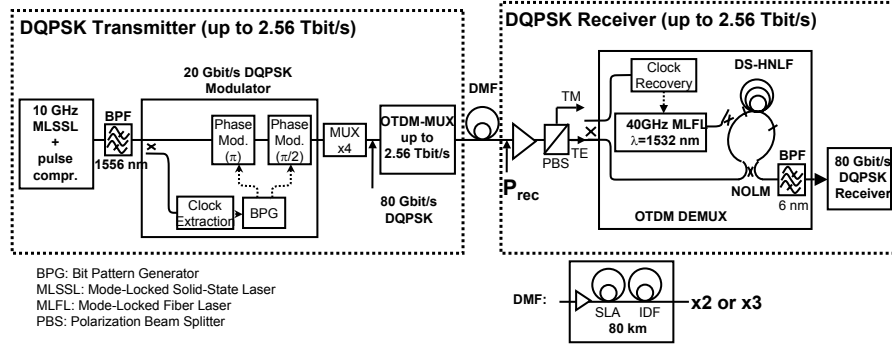 DQPSK Transmitter (up to 2.56 Tbit/s)
10 GHz
MLSSL
+
pulse
compr.
BPF
1556 nm
20 Gbit/s DQPSK
Modulator
Phase
Mod.
(π)
Phase
Mod.
(π/2)
Clock
Extraction
BPG
MUX
x4
80 Gbit/s
DQPSK
OTDM-MUX
up to
2.56 Tbit/s
DMF
DQPSK Receiver (up to 2.56 Tbit/s)
Prec
TM
PBS
TE
Clock
Recovery
40GHz MLFL
λ=1532 nm
DS-HNLF
NOLM
OTDM DEMUX
BPF
6 nm
80 Gbit/s
DQPSK
Receiver
BPG: Bit Pattern Generator
MLSSL: Mode-Locked Solid-State Laser
MLFL: Mode-Locked Fiber Laser
PBS: Polarization Beam Splitter
DMF:
SLA IDF
80 km
x2 or x3